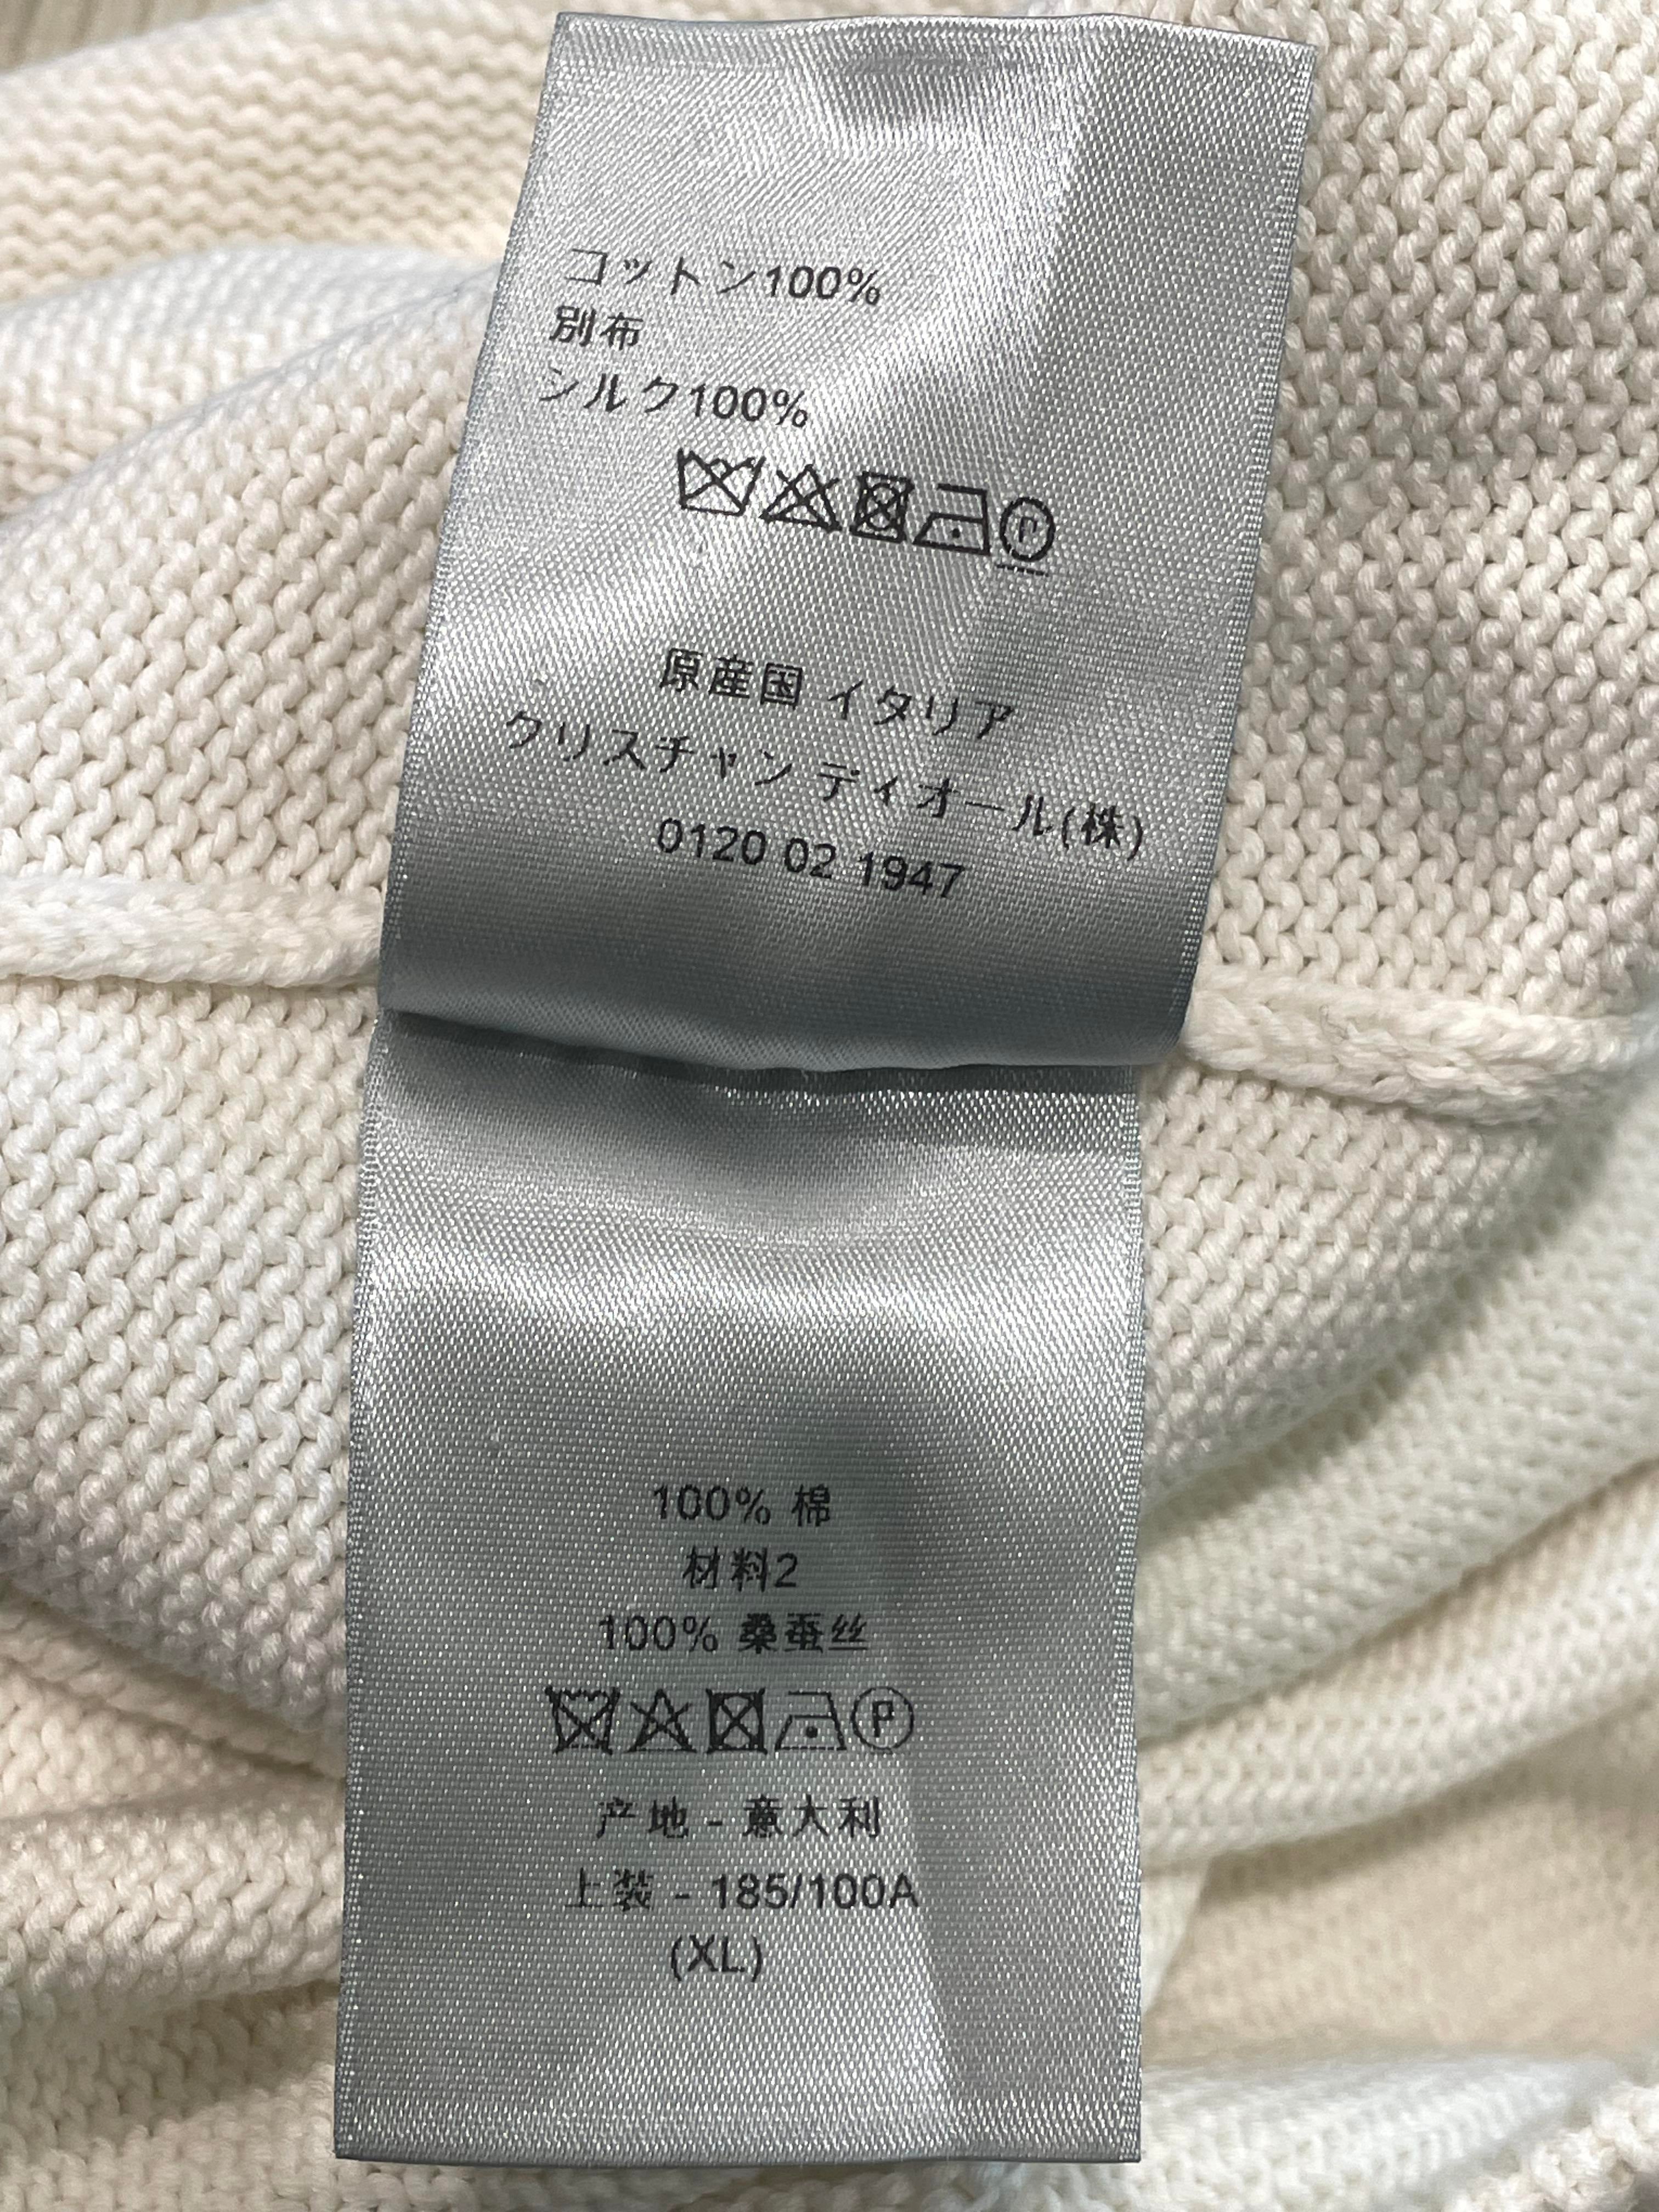 コットン100%
別布
シルク100%
P
原産国 イタリア
クリスチャン ディオール(株)
0120 02 1947
100% 棉
材料2
100% 桑蚕丝
P
产地 - 意大利
上装 - 185/100A
(XL)